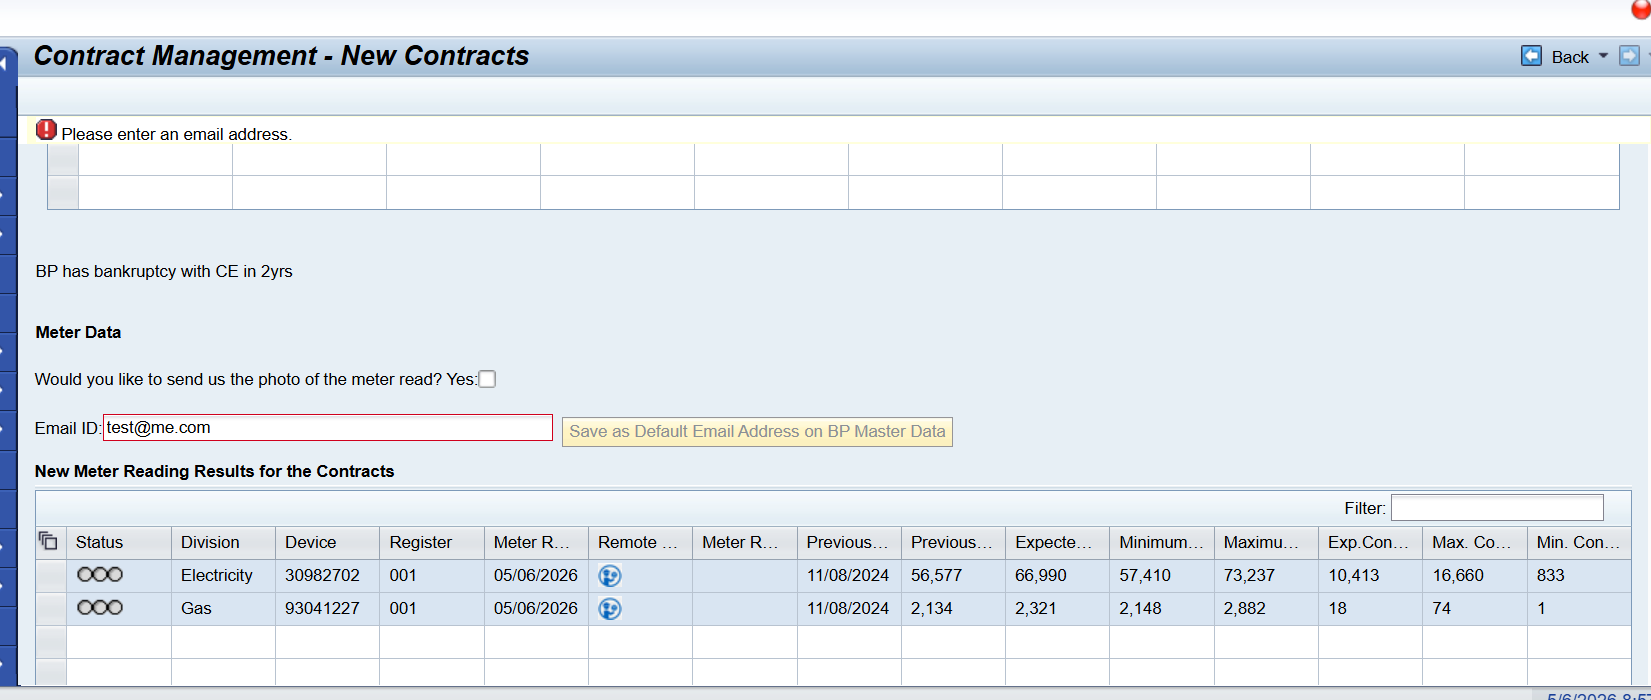 Contract Management - New Contracts
Back
Please enter an email address.
BP has bankruptcy with CE in 2yrs
Meter Data
Would you like to send us the photo of the meter read? Yes:
Email ID: test@me.com Save as Default Email Address on BP Master Data
New Meter Reading Results for the Contracts
Filter:
Status Division Device Register Meter R... Remote ... Meter R... Previous... Previous... Expecte... Minimum... Maximu... Exp.Con... Max. Co... Min. Con...
Electricity 30982702 001 05/06/2026 11/08/2024 56,577 66,990 57,410 73,237 10,413 16,660 833
Gas 93041227 001 05/06/2026 11/08/2024 2,134 2,321 2,148 2,882 18 74 1